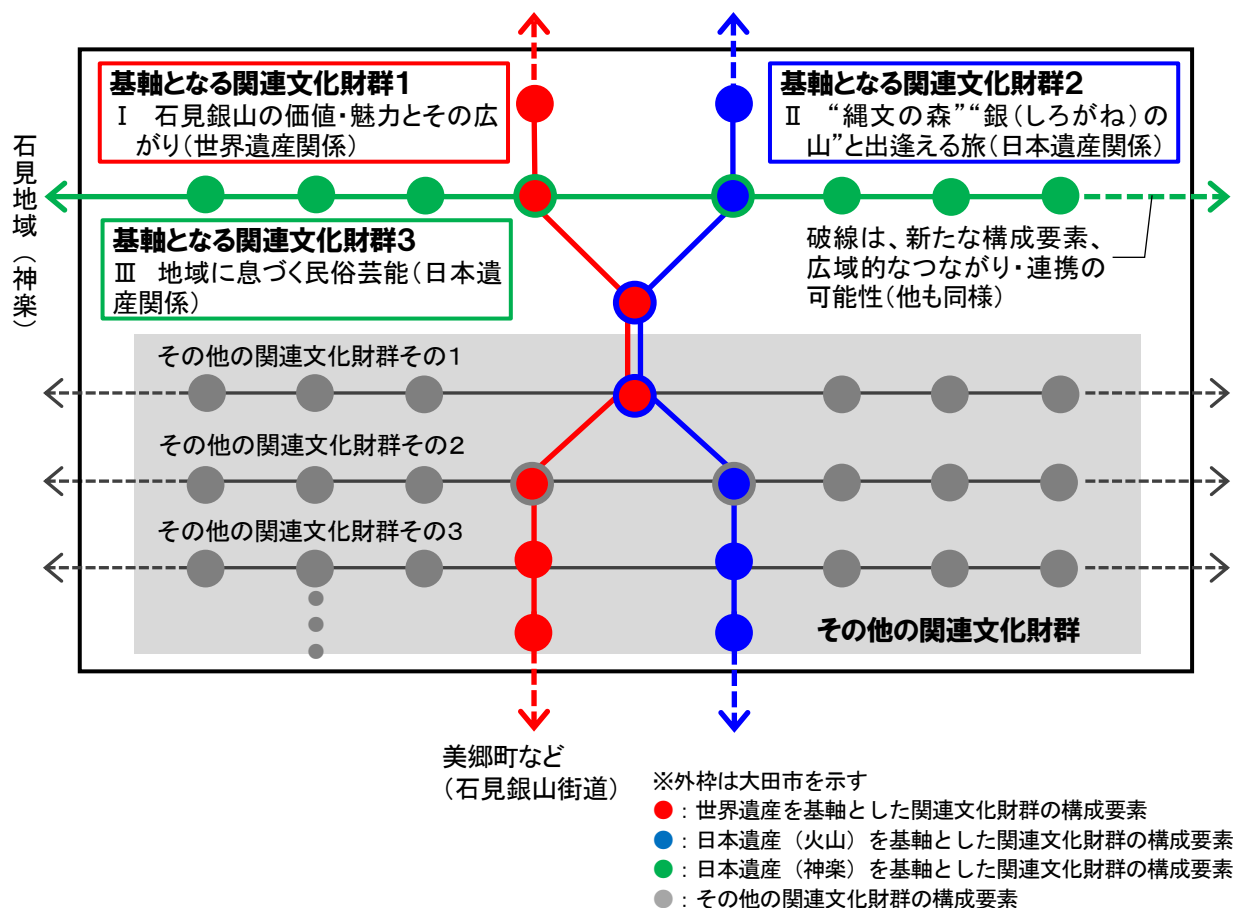 基軸となる関連文化財群1
Ⅰ 石見銀山の価値・魅力とその広
がり(世界遺産関係)
基軸となる関連文化財群2
Ⅱ “縄文の森”“銀(しろがね)の
山”と出逢える旅(日本遺産関係)
石見地域(神楽)
基軸となる関連文化財群3
Ⅲ 地域に息づく民俗芸能(日本遺
産関係)
破線は、新たな構成要素、
広域的なつながり・連携の
可能性(他も同様)
その他の関連文化財群その1
その他の関連文化財群その2
その他の関連文化財群その3
その他の関連文化財群
美郷町など
(石見銀山街道)
※外枠は大田市を示す
●:世界遺産を基軸とした関連文化財群の構成要素
●:日本遺産(火山)を基軸とした関連文化財群の構成要素
●:日本遺産(神楽)を基軸とした関連文化財群の構成要素
●:その他の関連文化財群の構成要素